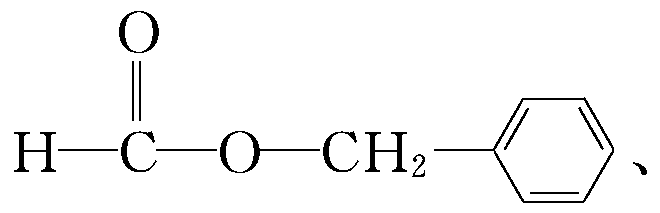 O
H—C—O—CH₂— 、